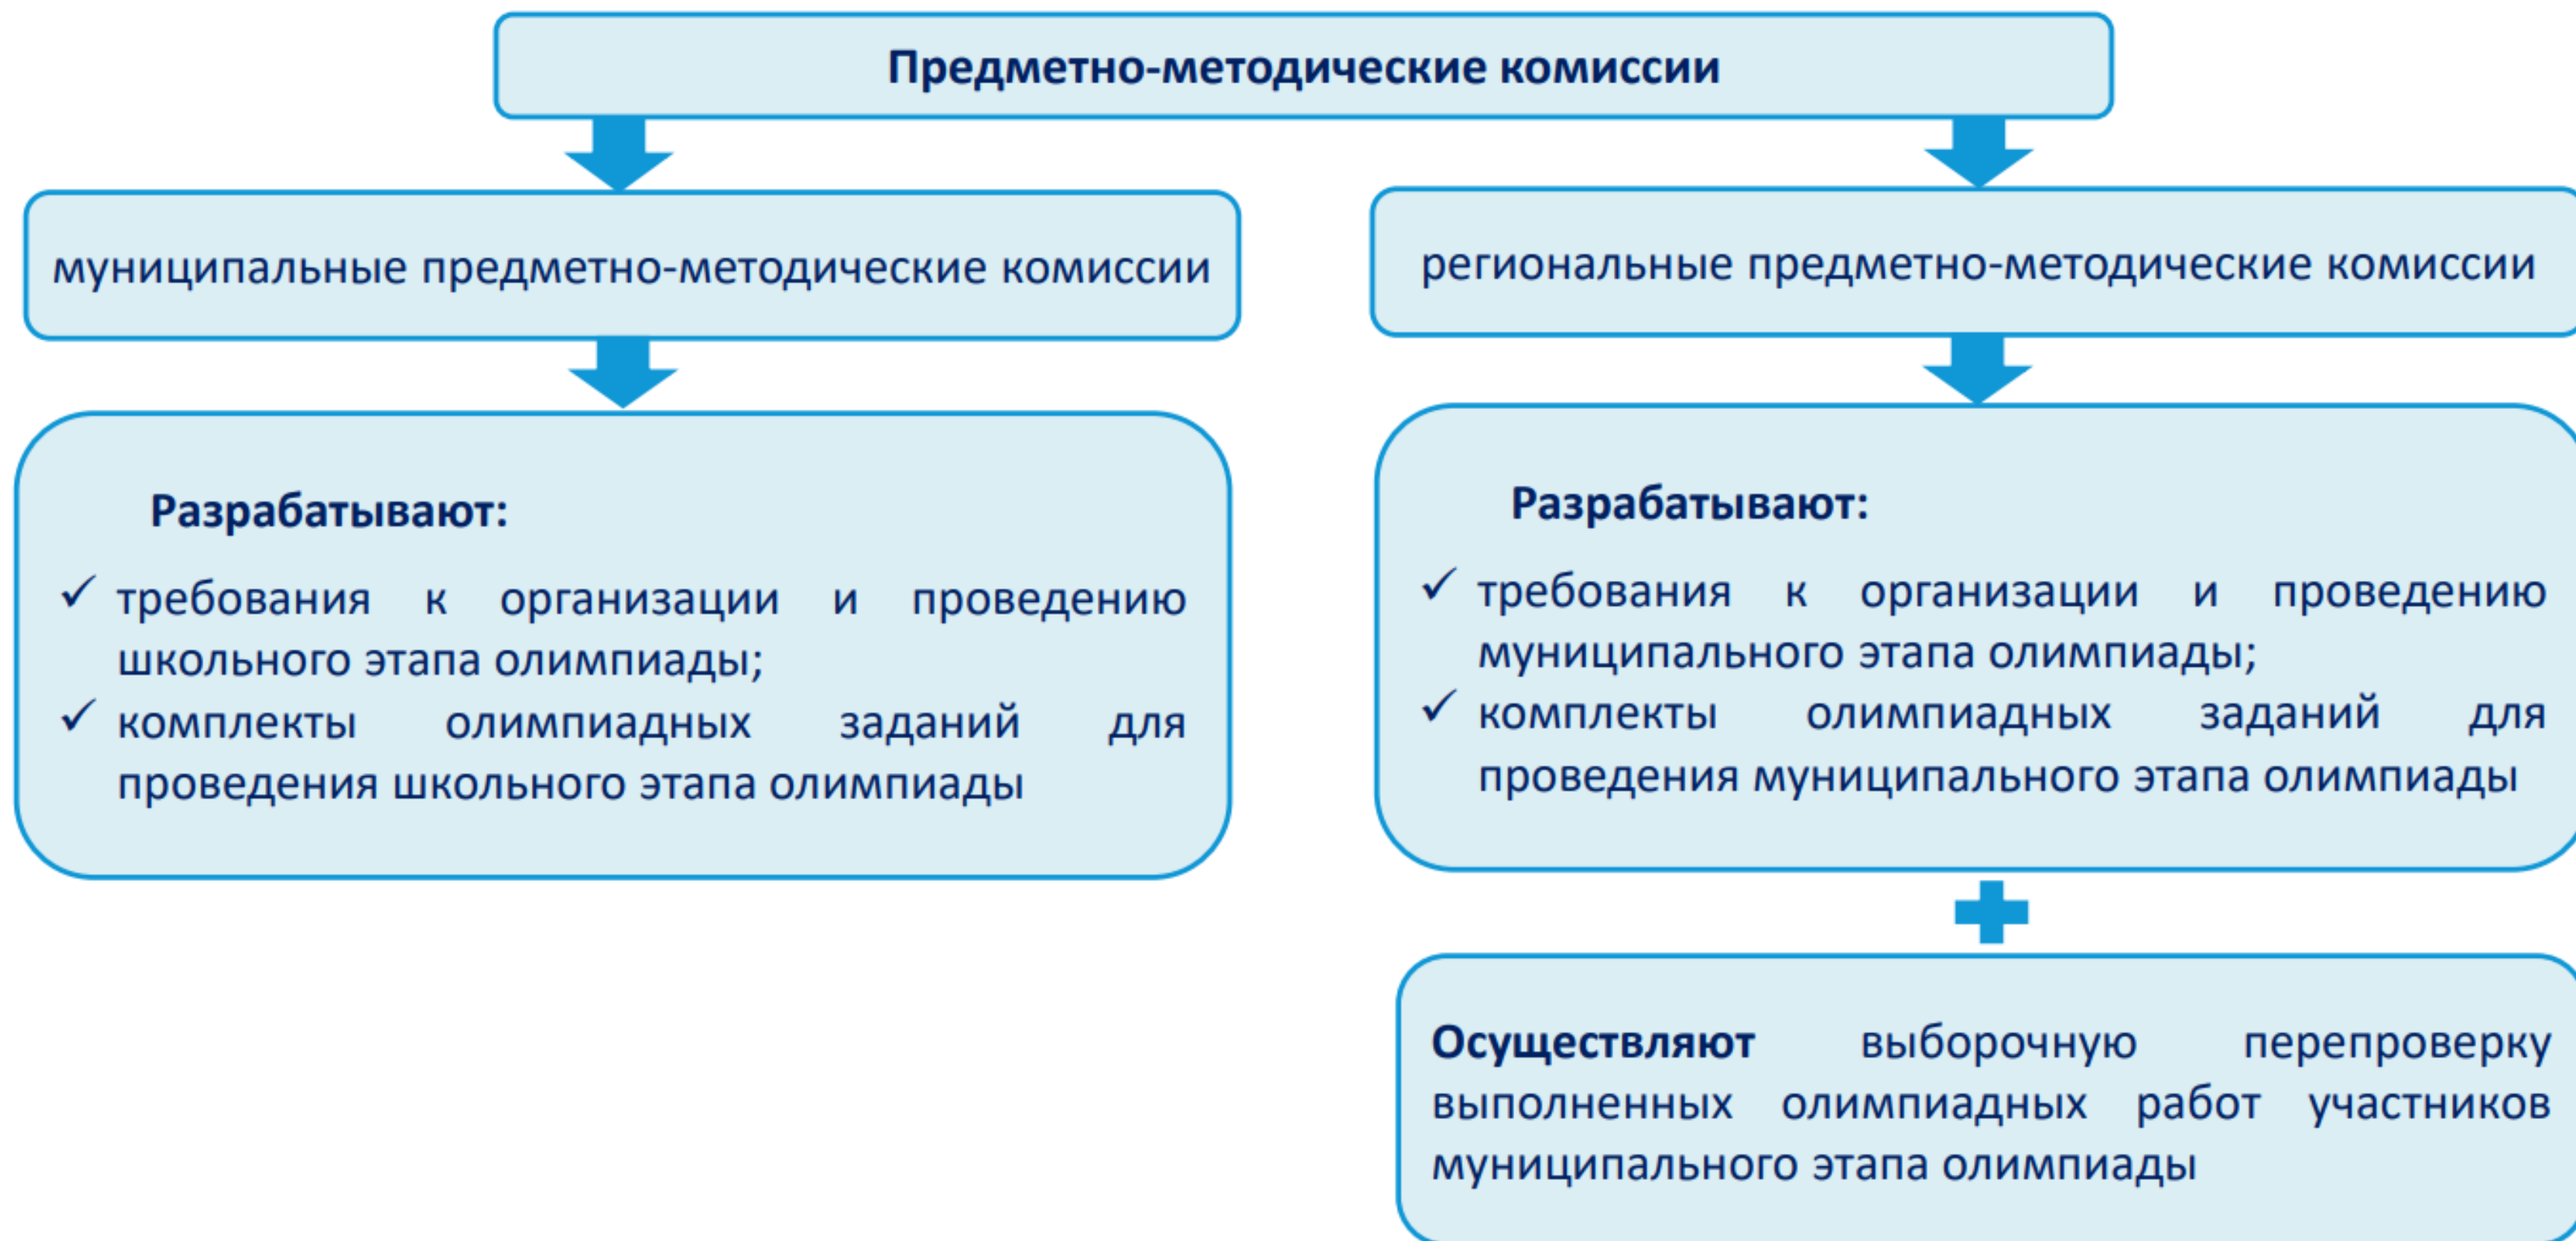 Предметно-методические комиссии
муниципальные предметно-методические комиссии
региональные предметно-методические комиссии
Разрабатывают:
✓ требования к организации и проведению
школьного этапа олимпиады;
✓ комплекты олимпиадных заданий для
проведения школьного этапа олимпиады
Разрабатывают:
✓ требования к организации и проведению
муниципального этапа олимпиады;
✓ комплекты олимпиадных заданий для
проведения муниципального этапа олимпиады
Осуществляют выборочную перепроверку
выполненных олимпиадных работ участников
муниципального этапа олимпиады